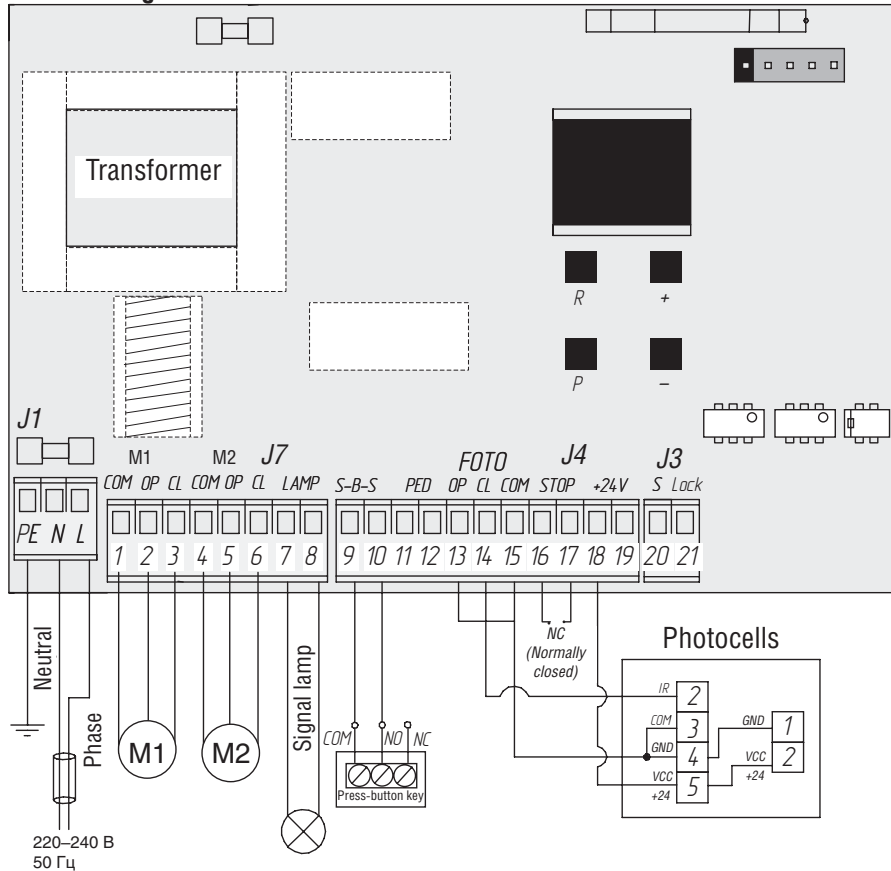 Transformer
R +
P –
J1
M1 M2 J7 FOTO J4 J3
COM OP CL COM OP CL LAMP S-B-S PED OP CL COM STOP +24V S Lock
PE N L
1 2 3 4 5 6 7 8 9 10 11 12 13 14 15 16 17 18 19 20 21
Neutral
Phase
220–240 В
50 Гц
M1
M2
Signal lamp
COM NO NC
Press-button key
NC
(Normally
closed)
Photocells
IR 2
COM 3 GND 1
GND 4 VCC 2
VCC 5 +24
+24